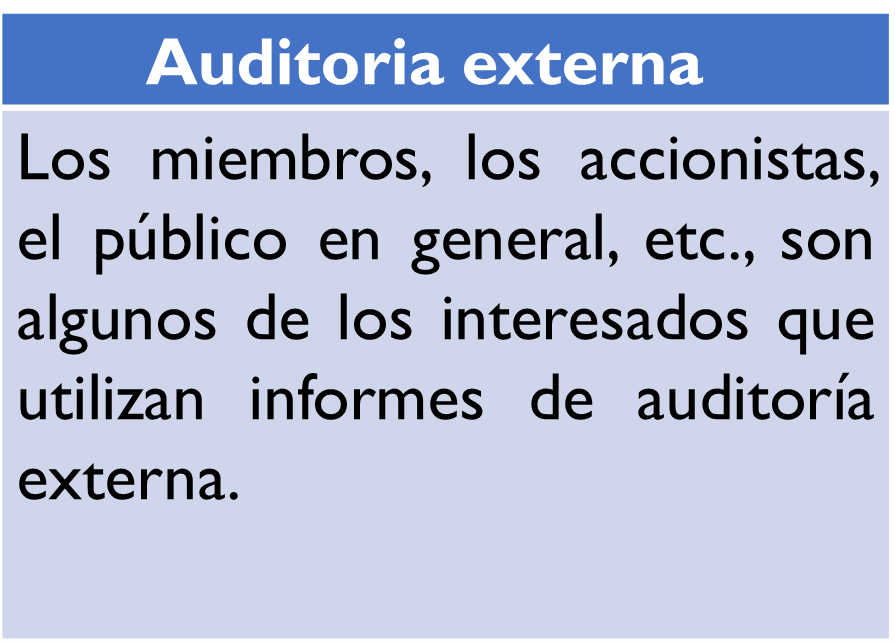 Auditoria externa
Los miembros, los accionistas,
el público en general, etc., son
algunos de los interesados que
utilizan informes de auditoría
externa.